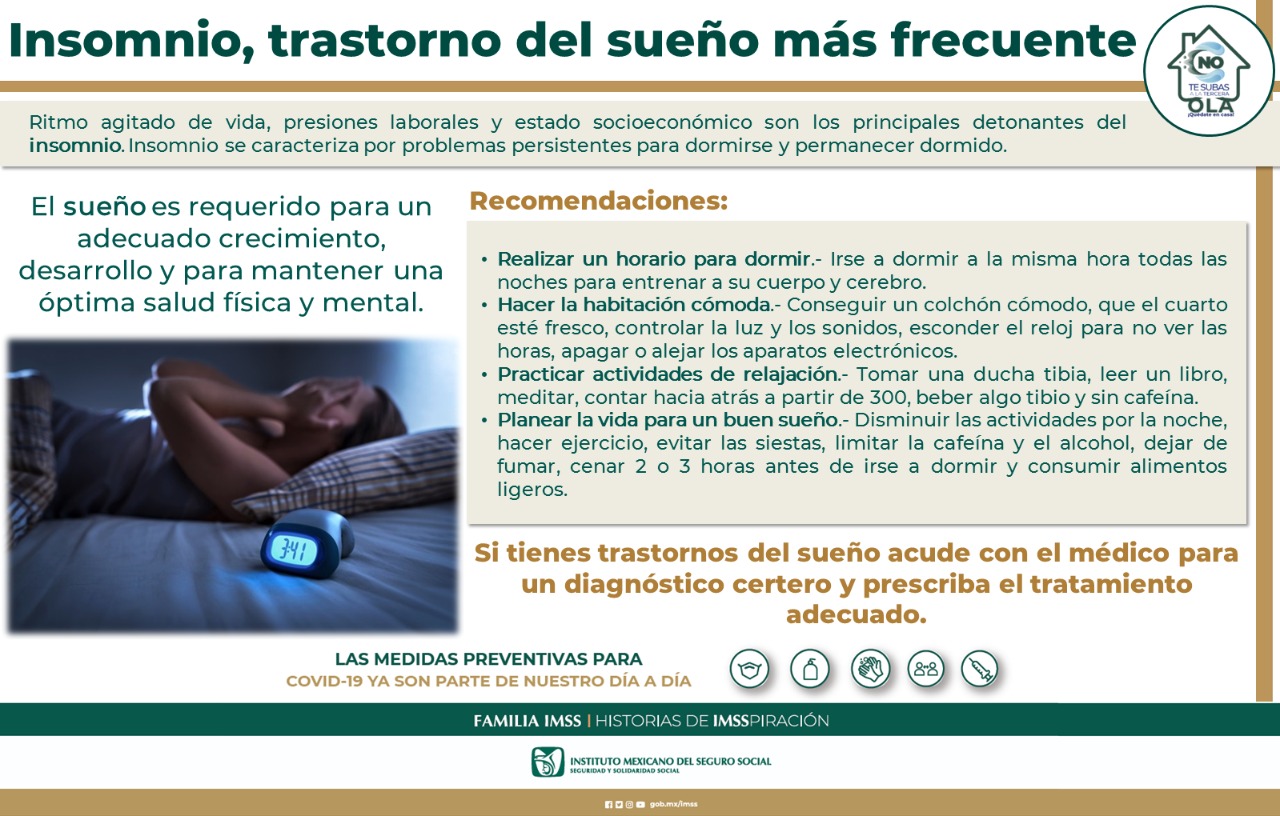 Insomnio, trastorno del sueño más frecuente
NO
TE SUBAS
A LA TERCERA
OLA
¡Quédate en casa!
Ritmo agitado de vida, presiones laborales y estado socioeconómico son los principales detonantes del
insomnio. Insomnio se caracteriza por problemas persistentes para dormirse y permanecer dormido.
El sueño es requerido para un
adecuado crecimiento,
desarrollo y para mantener una
óptima salud física y mental.
3:41
Recomendaciones:
• Realizar un horario para dormir.- Irse a dormir a la misma hora todas las
noches para entrenar a su cuerpo y cerebro.
• Hacer la habitación cómoda.- Conseguir un colchón cómodo, que el cuarto
esté fresco, controlar la luz y los sonidos, esconder el reloj para no ver las
horas, apagar o alejar los aparatos electrónicos.
• Practicar actividades de relajación.- Tomar una ducha tibia, leer un libro,
meditar, contar hacia atrás a partir de 300, beber algo tibio y sin cafeína.
• Planear la vida para un buen sueño.- Disminuir las actividades por la noche,
hacer ejercicio, evitar las siestas, limitar la cafeína y el alcohol, dejar de
fumar, cenar 2 o 3 horas antes de irse a dormir y consumir alimentos
ligeros.
Si tienes trastornos del sueño acude con el médico para
un diagnóstico certero y prescriba el tratamiento
adecuado.
LAS MEDIDAS PREVENTIVAS PARA
COVID-19 YA SON PARTE DE NUESTRO DÍA A DÍA
FAMILIA IMSS | HISTORIAS DE IMSSPIRACIÓN
INSTITUTO MEXICANO DEL SEGURO SOCIAL
SEGURIDAD Y SOLIDARIDAD SOCIAL
gob.mx/imss